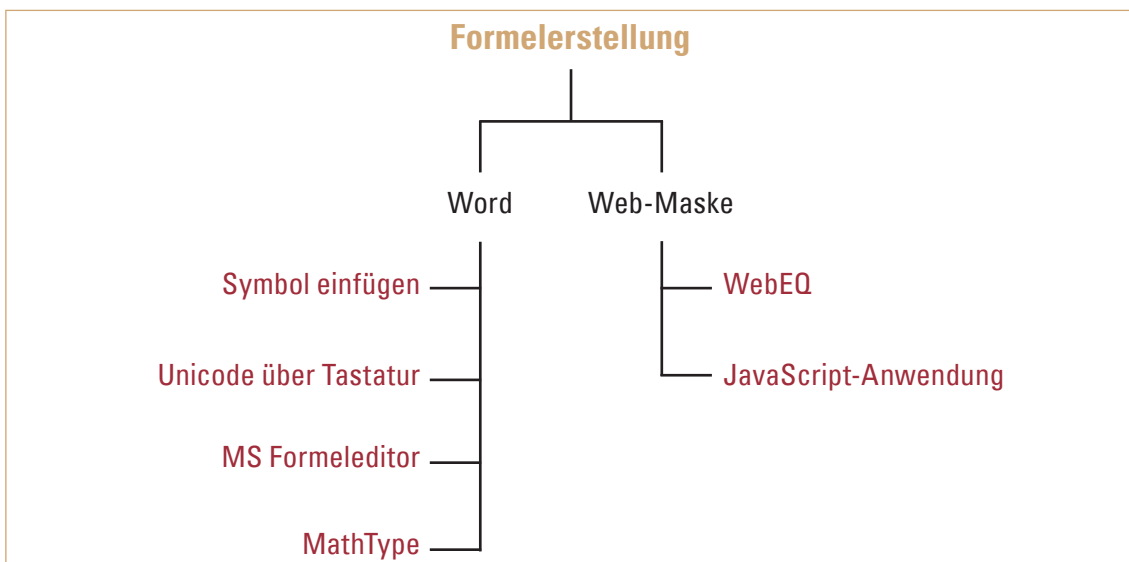 Formelerstellung
Word
Web-Maske
Symbol einfügen
WebEQ
Unicode über Tastatur
JavaScript-Anwendung
MS Formeleditor
MathType